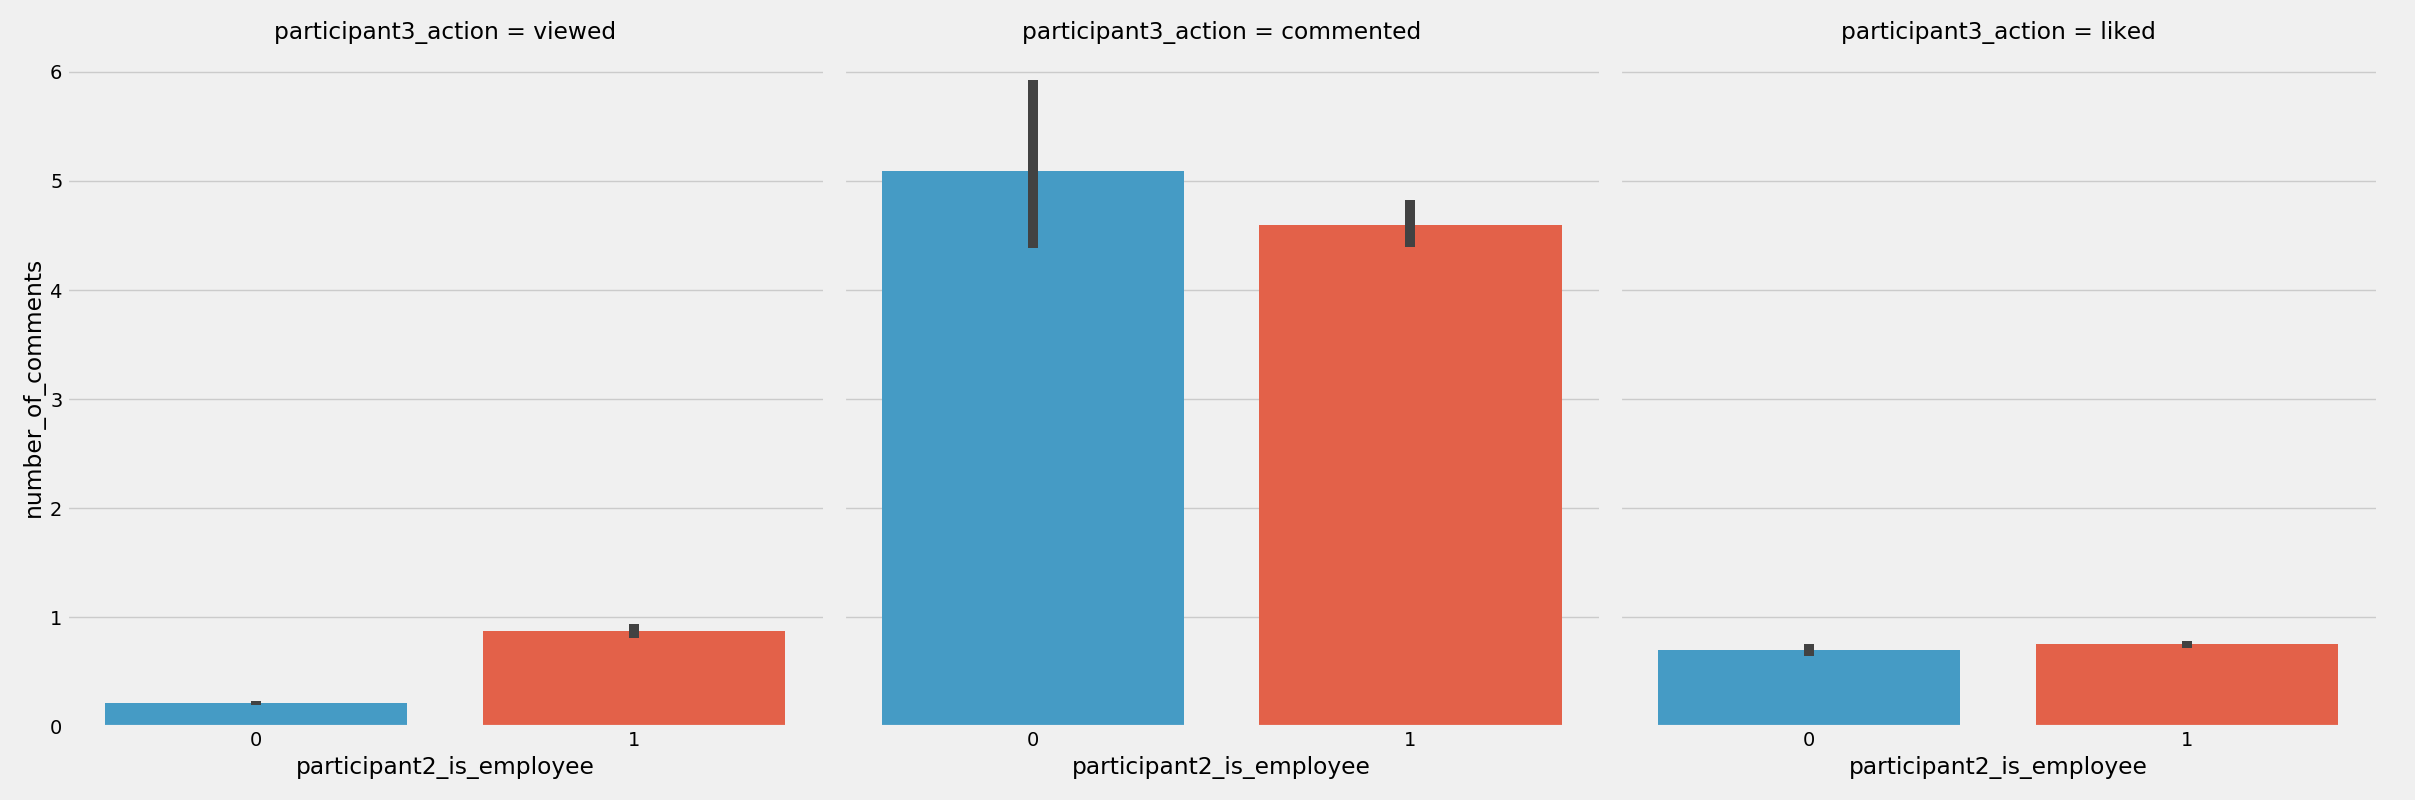 participant3_action = viewed
participant3_action = commented
participant3_action = liked
number_of_comments
6
5
4
3
2
1
0
0 1
participant2_is_employee
0 1
participant2_is_employee
0 1
participant2_is_employee